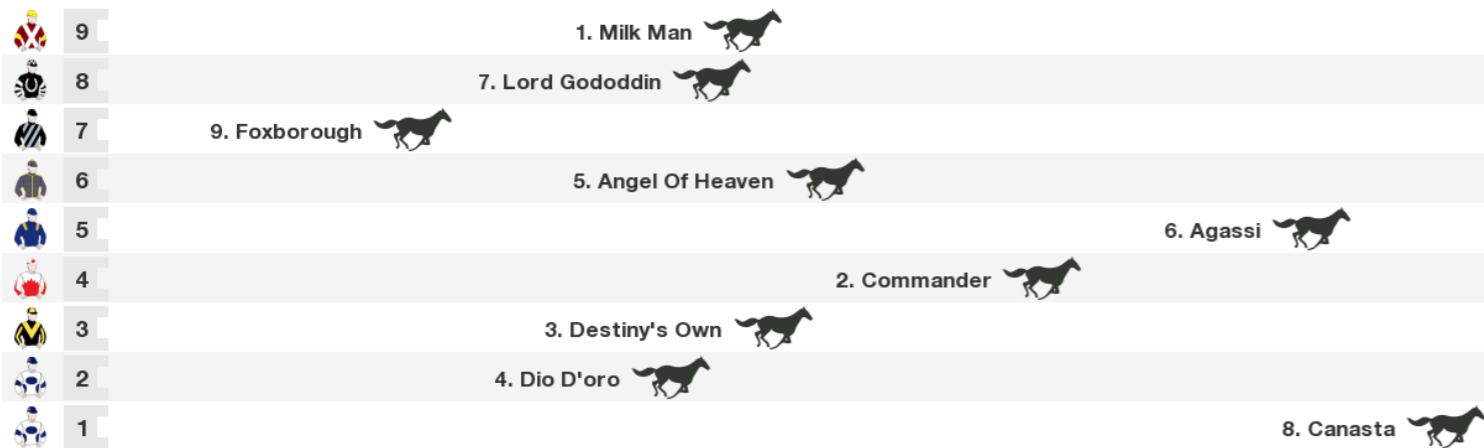 9 1. Milk Man
8 7. Lord Gododdin
7 9. Foxborough
6 5. Angel Of Heaven
5 6. Agassi
4 2. Commander
3 3. Destiny's Own
2 4. Dio D'oro
1 8. Canasta